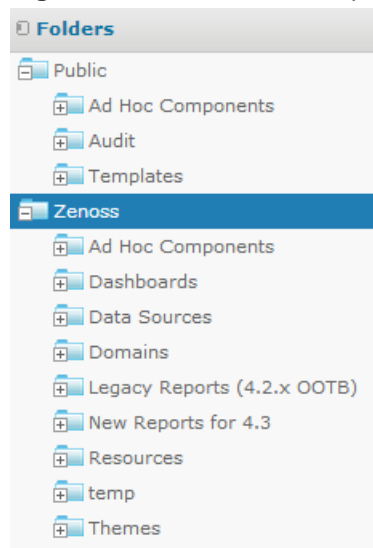 Folders
Public
Ad Hoc Components
Audit
Templates
Zenoss
Ad Hoc Components
Dashboards
Data Sources
Domains
Legacy Reports (4.2.x OOTB)
New Reports for 4.3
Resources
temp
Themes